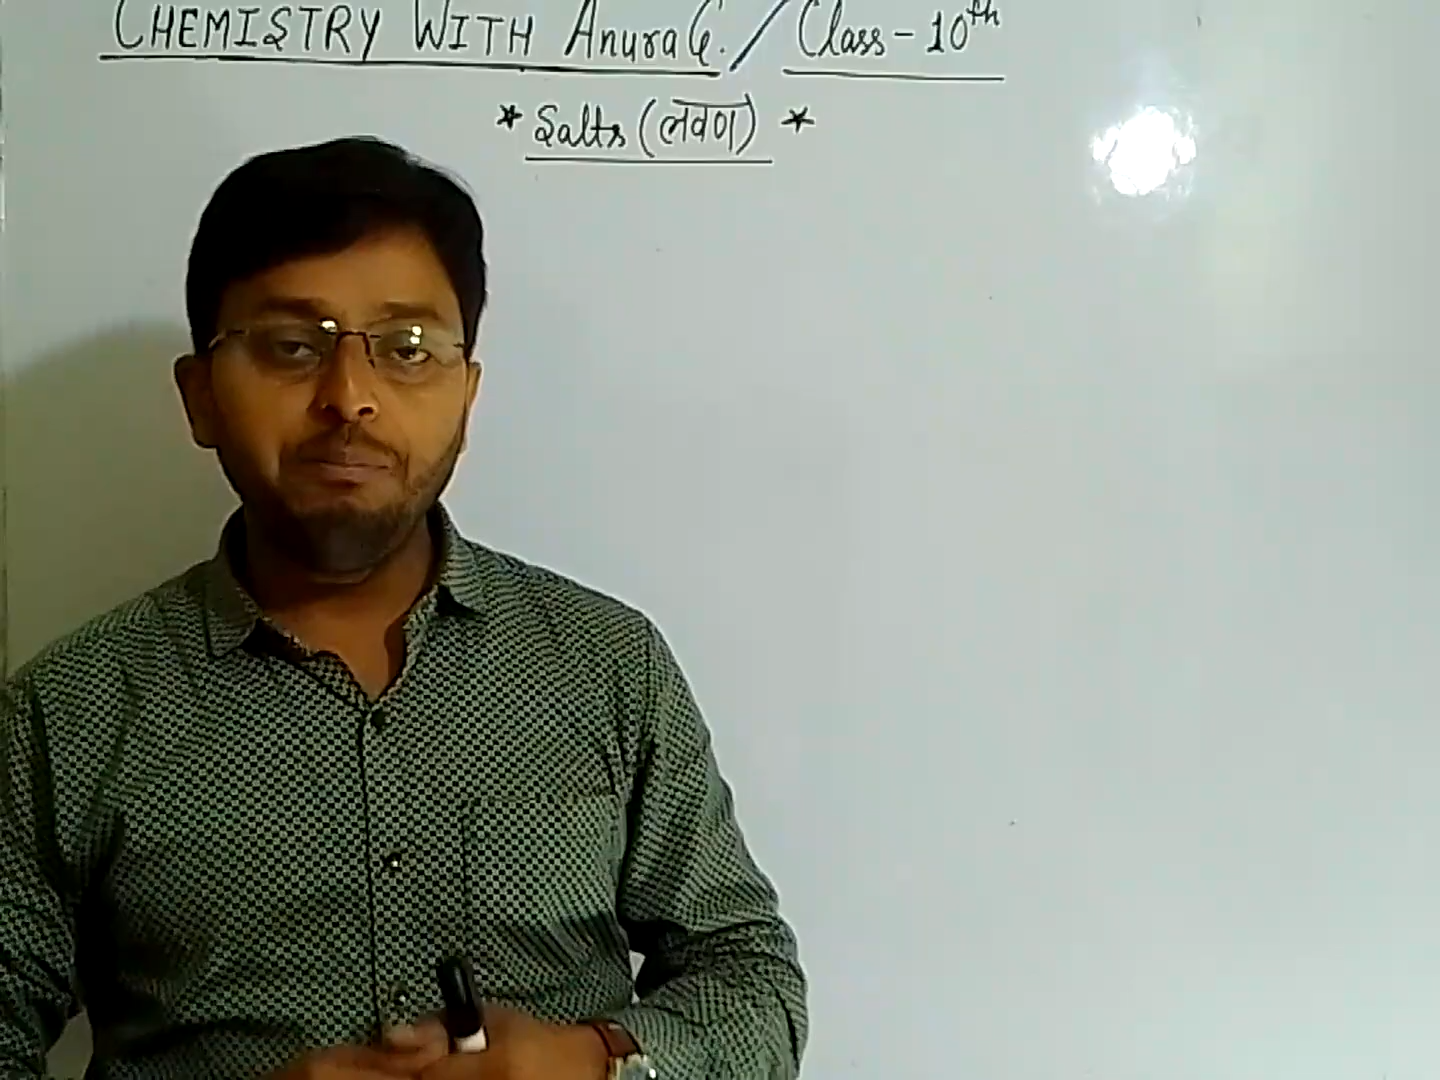 CHEMISTRY WITH AnuraG. / Class - 10th
* Salts (लवण) *